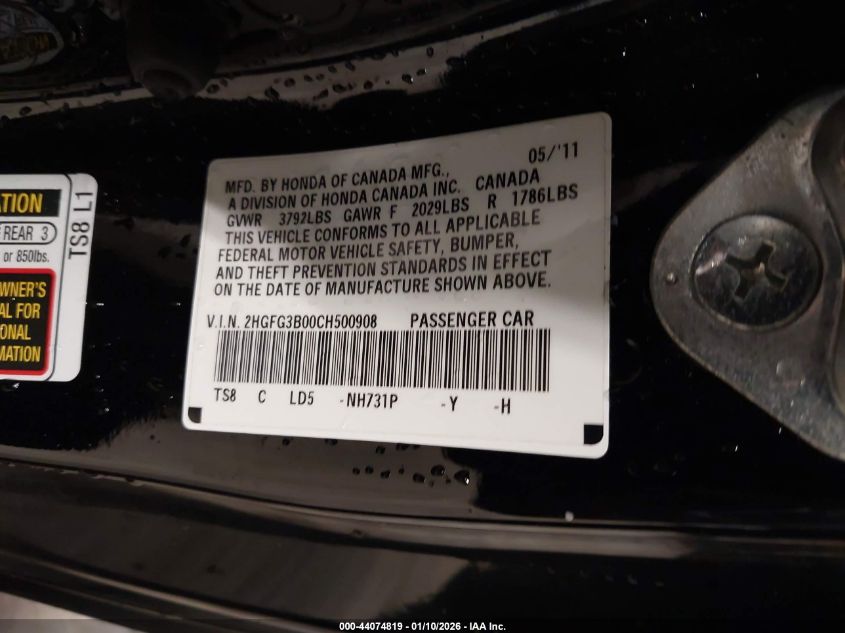 ATION
REAR 3
or 850lbs.
WNER'S
AL FOR
ONAL
MATION
TS8 L1
05/'11
MFD. BY HONDA OF CANADA MFG.,
A DIVISION OF HONDA CANADA INC. CANADA
GVWR 3792LBS GAWR F 2029LBS R 1786LBS
THIS VEHICLE CONFORMS TO ALL APPLICABLE
FEDERAL MOTOR VEHICLE SAFETY, BUMPER,
AND THEFT PREVENTION STANDARDS IN EFFECT
ON THE DATE OF MANUFACTURE SHOWN ABOVE.
V.I.N. 2HGFG3B00CH500908 PASSENGER CAR
TS8 C LD5 -NH731P -Y -H
000-44074819 - 01/10/2026 - IAA Inc.